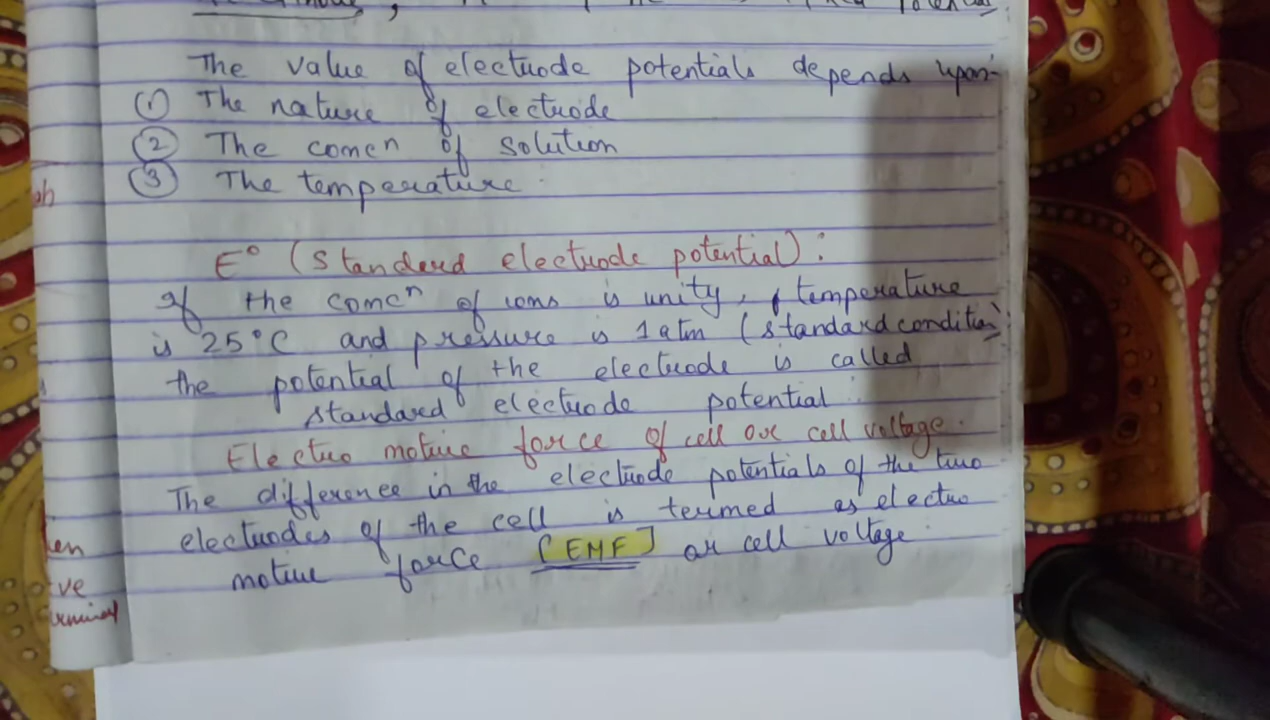 The value of electrode potentials depends upon-
① The nature of electrode
② The concn of solution
③ The temperature.
E° (Standerd electrode potential):
If the concn of ions is unity, temperature
is 25°C and pressure is 1atm (standard condition)
the potential of the electrode is called
standard electrode potential.
Electro motive force of cell or cell voltage.
The difference in the electrode potentials of the two
electrodes of the cell is termed as electro
motive force (EMF] or cell voltage.
ken
ve